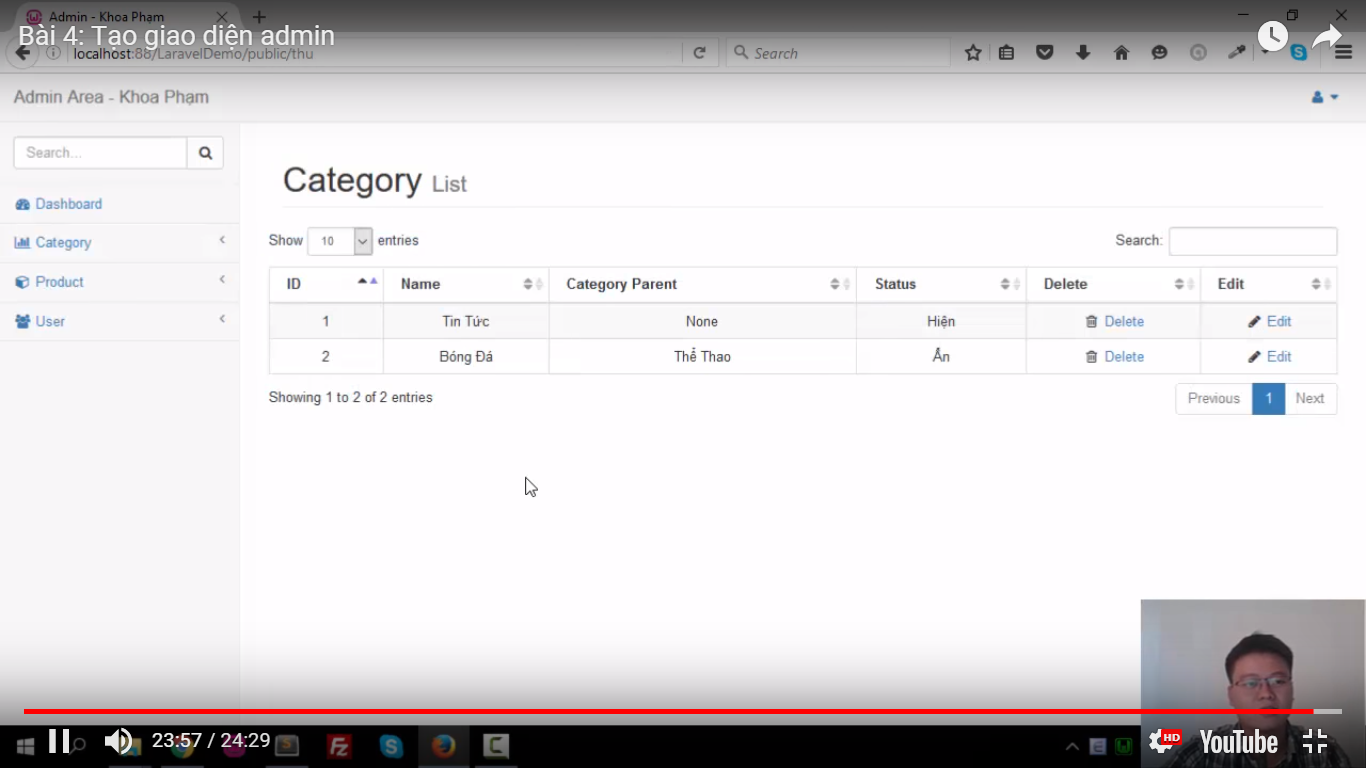 Admin - Khoa Phạm
Bài 4: Tạo giao diện admin
localhost:88/LaravelDemo/public/thu
Search
Admin Area - Khoa Phạm
Search...
Dashboard
Category
Product
User
Category List
Show 10 entries
Search:
ID Name Category Parent Status Delete Edit
1 Tin Tức None Hiện Delete Edit
2 Bóng Đá Thể Thao Ẩn Delete Edit
Showing 1 to 2 of 2 entries
Previous 1 Next
23:57 / 24:29
HD YouTube